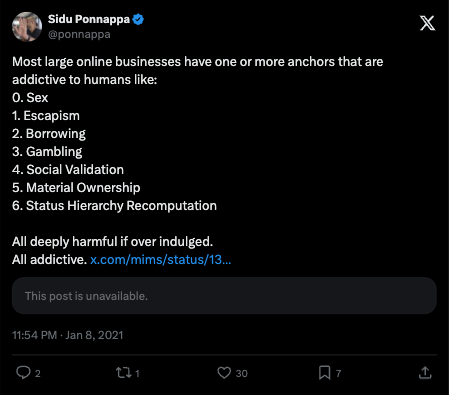 Sidu Ponnappa
@ponnappa
Most large online businesses have one or more anchors that are
addictive to humans like:
0. Sex
1. Escapism
2. Borrowing
3. Gambling
4. Social Validation
5. Material Ownership
6. Status Hierarchy Recomputation
All deeply harmful if over indulged.
All addictive. x.com/mims/status/13...
This post is unavailable.
11:54 PM · Jan 8, 2021
2 1 30 7